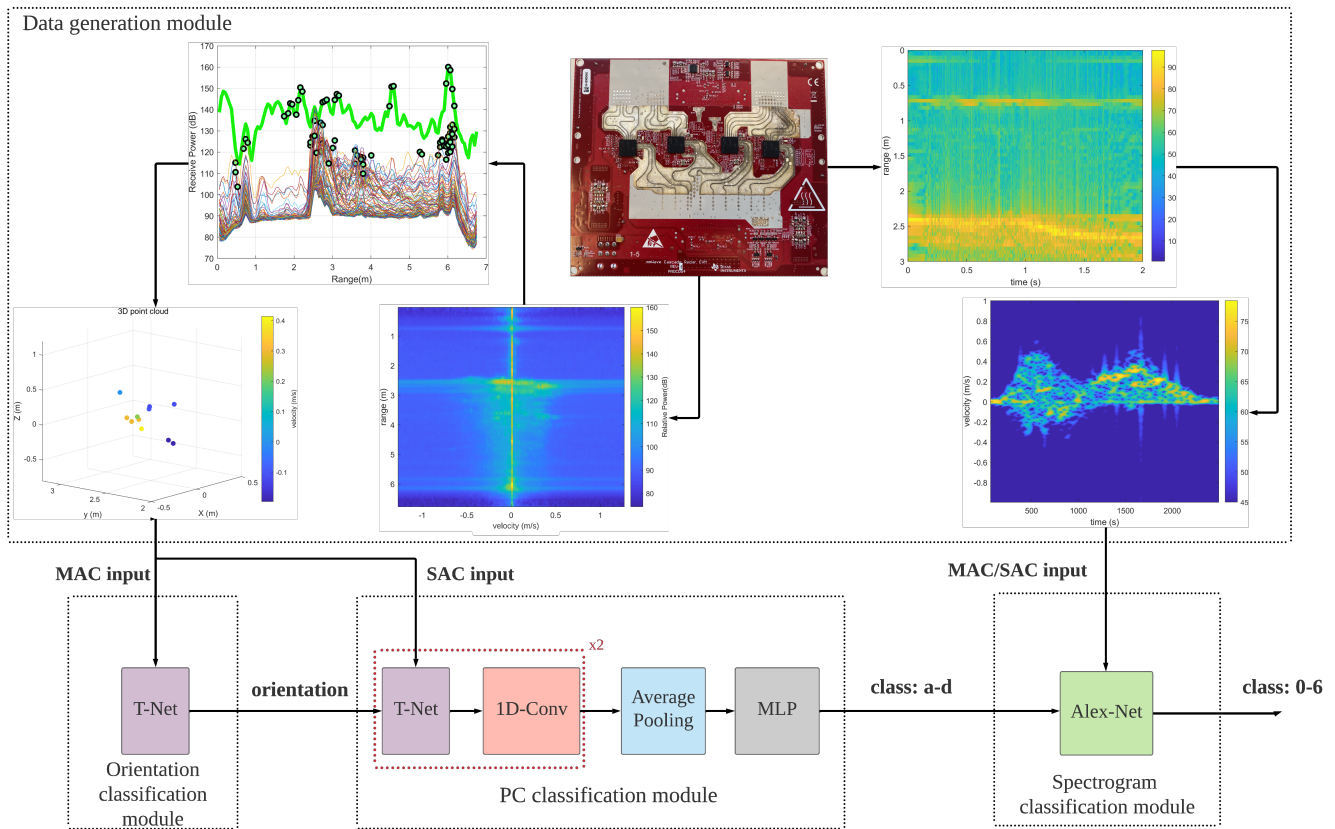 Data generation module
170
160
150
140
130
120
110
100
90
80
70
Receive Power (dB)
0
1
2
3
4
5
6
7
Range(m)
CE
1-5
mmWave Cascade Radar EVM
TEXAS
INSTRUMENTS
0
0.5
1
1.5
2
2.5
3
range (m)
0
0.5
1
1.5
2
time (s)
90
80
70
60
50
40
30
20
10
3D point cloud
1
0.5
0
-0.5
Z (m)
3
2.5
2
y (m)
-0.5
0
0.5
X (m)
0.4
0.3
0.2
0.1
0
-0.1
velocity (m/s)
1
2
3
4
5
6
range (m)
-1
-0.5
0
0.5
1
velocity (m/s)
160
150
140
130
120
110
100
90
80
Relative Power(dB)
1
0.8
0.6
0.4
0.2
0
-0.2
-0.4
-0.6
-0.8
velocity (m/s)
500
1000
1500
2000
time (s)
75
70
65
60
55
50
45
MAC input
SAC input
MAC/SAC input
x2
T-Net
orientation
T-Net
1D-Conv
Average
Pooling
MLP
class: a-d
Alex-Net
class: 0-6
Orientation
classification
module
PC classification module
Spectrogram
classification module